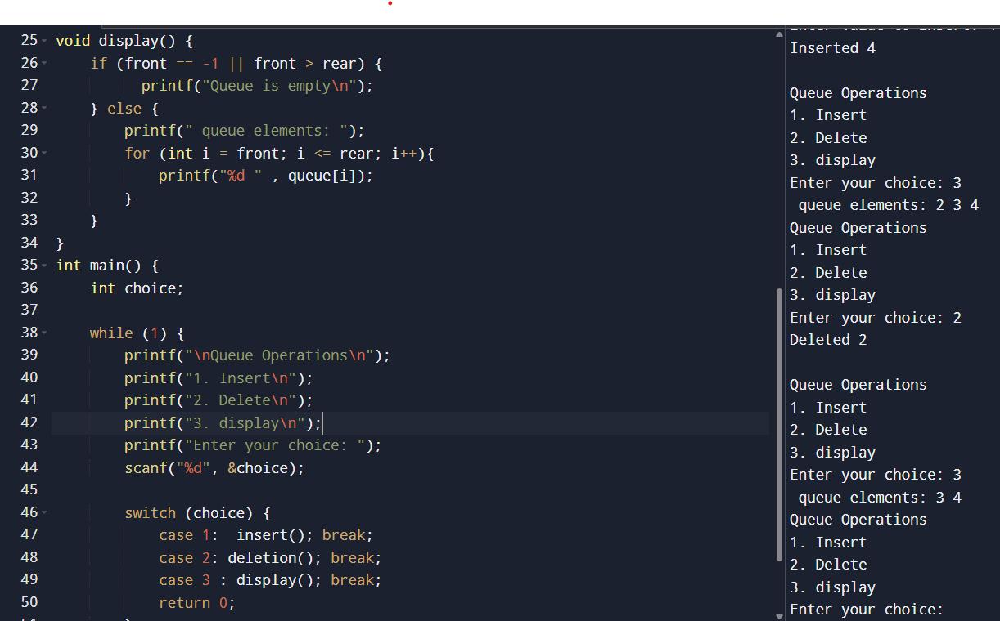 25 void display() {
26     if (front == -1 || front > rear) {
27           printf("Queue is empty\n");
28     } else {
29         printf(" queue elements: ");
30         for (int i = front; i <= rear; i++){
31             printf("%d " , queue[i]);
32         }
33     }
34 }
35 int main() {
36     int choice;
37
38     while (1) {
39         printf("\nQueue Operations\n");
40         printf("1. Insert\n");
41         printf("2. Delete\n");
42         printf("3. display\n");
43         printf("Enter your choice: ");
44         scanf("%d", &choice);
45
46         switch (choice) {
47             case 1:  insert(); break;
48             case 2: deletion(); break;
49             case 3 : display(); break;
50             return 0;
Inserted 4

Queue Operations
1. Insert
2. Delete
3. display
Enter your choice: 3
 queue elements: 2 3 4
Queue Operations
1. Insert
2. Delete
3. display
Enter your choice: 2
Deleted 2

Queue Operations
1. Insert
2. Delete
3. display
Enter your choice: 3
 queue elements: 3 4
Queue Operations
1. Insert
2. Delete
3. display
Enter your choice: